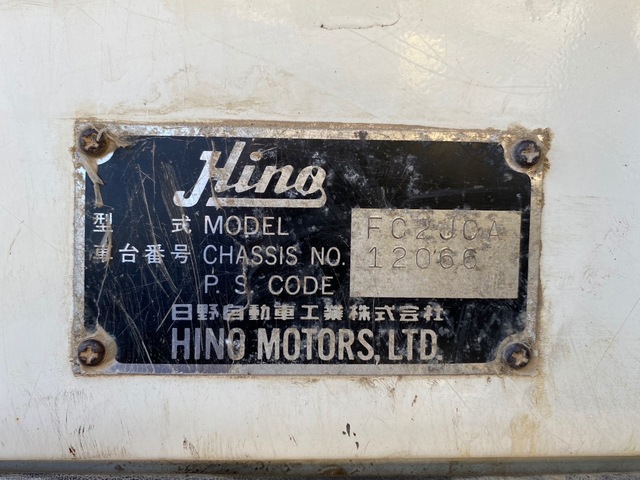 Hino
型 式 MODEL FC2JCA
車台番号 CHASSIS NO. 12066
P. S. CODE
日野自動車工業株式会社
HINO MOTORS, LTD.